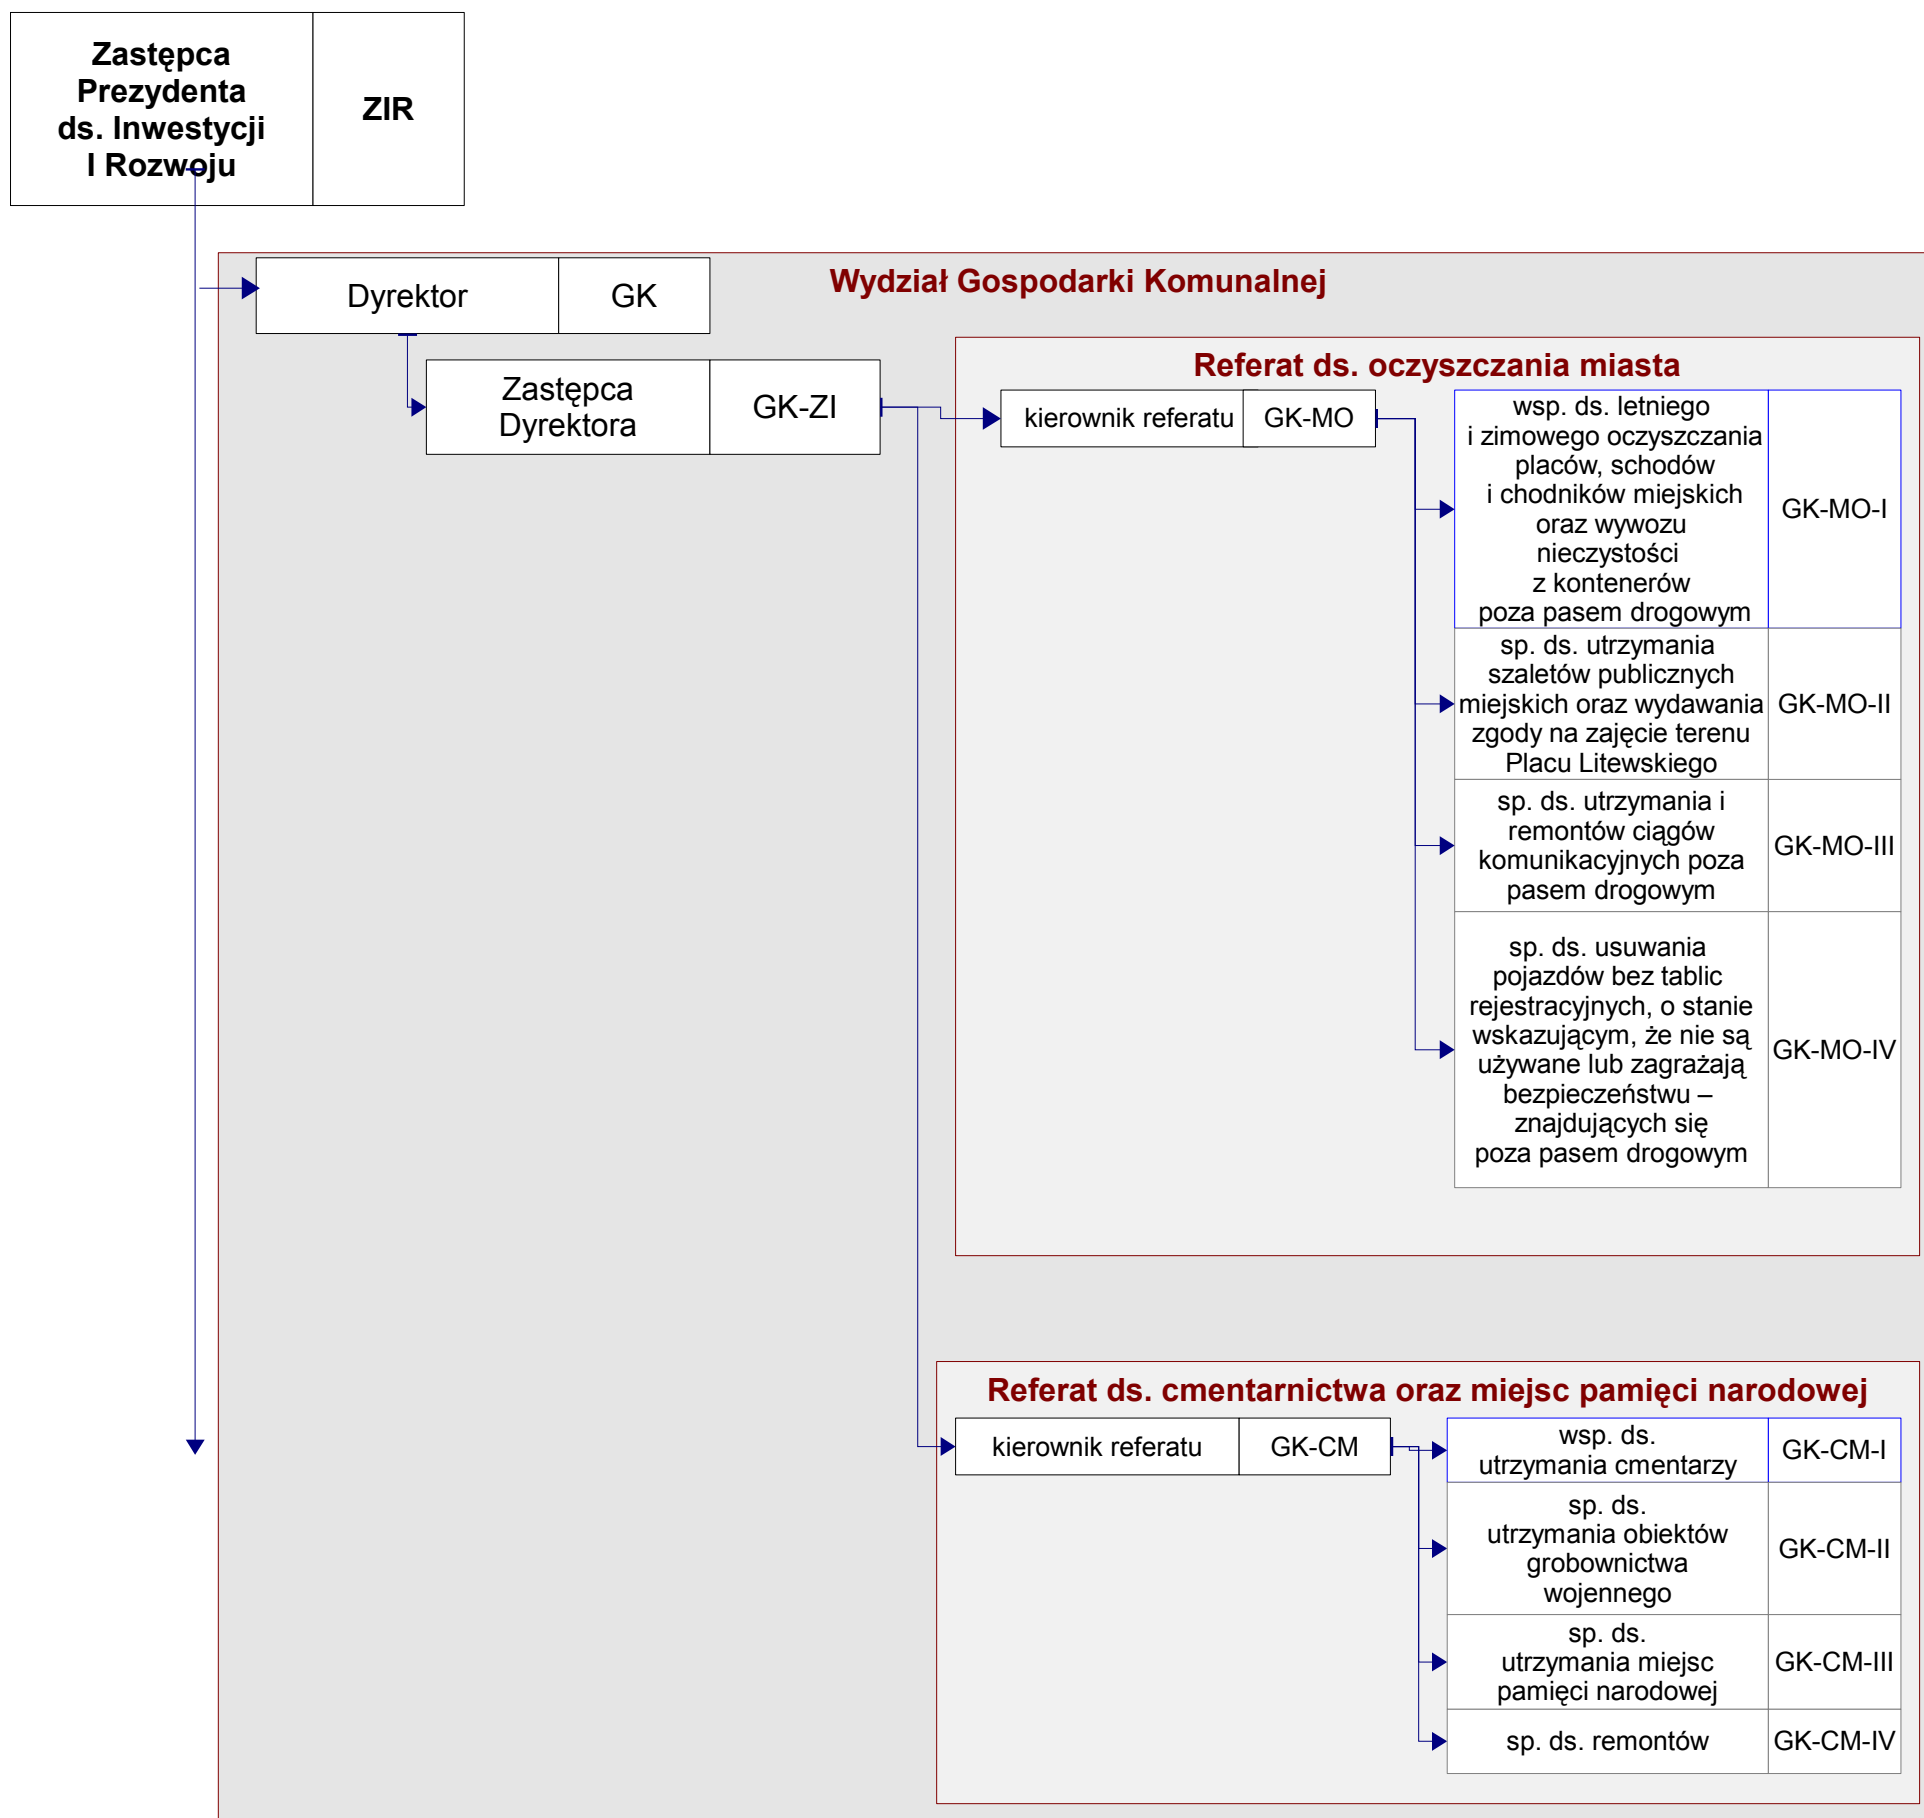 Zastępca
Prezydenta
ds. Inwestycji
I Rozwoju
ZIR
Wydział Gospodarki Komunalnej
Dyrektor
GK
Zastępca
Dyrektora
GK-ZI
Referat ds. oczyszczania miasta
kierownik referatu
GK-MO
wsp. ds. letniego
i zimowego oczyszczania
placów, schodów
i chodników miejskich
oraz wywozu
nieczystości
z kontenerów
poza pasem drogowym
GK-MO-I
sp. ds. utrzymania
szaletów publicznych
miejskich oraz wydawania
zgody na zajęcie terenu
Placu Litewskiego
GK-MO-II
sp. ds. utrzymania i
remontów ciągów
komunikacyjnych poza
pasem drogowym
GK-MO-III
sp. ds. usuwania
pojazdów bez tablic
rejestracyjnych, o stanie
wskazującym, że nie są
używane lub zagrażają
bezpieczeństwu –
znajdujących się
poza pasem drogowym
GK-MO-IV
Referat ds. cmentarnictwa oraz miejsc pamięci narodowej
kierownik referatu
GK-CM
wsp. ds.
utrzymania cmentarzy
GK-CM-I
sp. ds.
utrzymania obiektów
grobownictwa
wojennego
GK-CM-II
sp. ds.
utrzymania miejsc
pamięci narodowej
GK-CM-III
sp. ds. remontów
GK-CM-IV